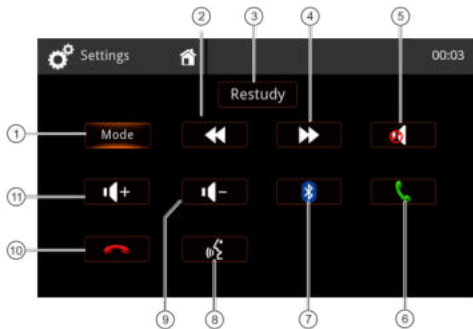 ② ③ ④ ⑤
Settings 00:03
Restudy
① Mode
⑪ +
-
⑩ ⑨ ⑧ ⑦ ⑥